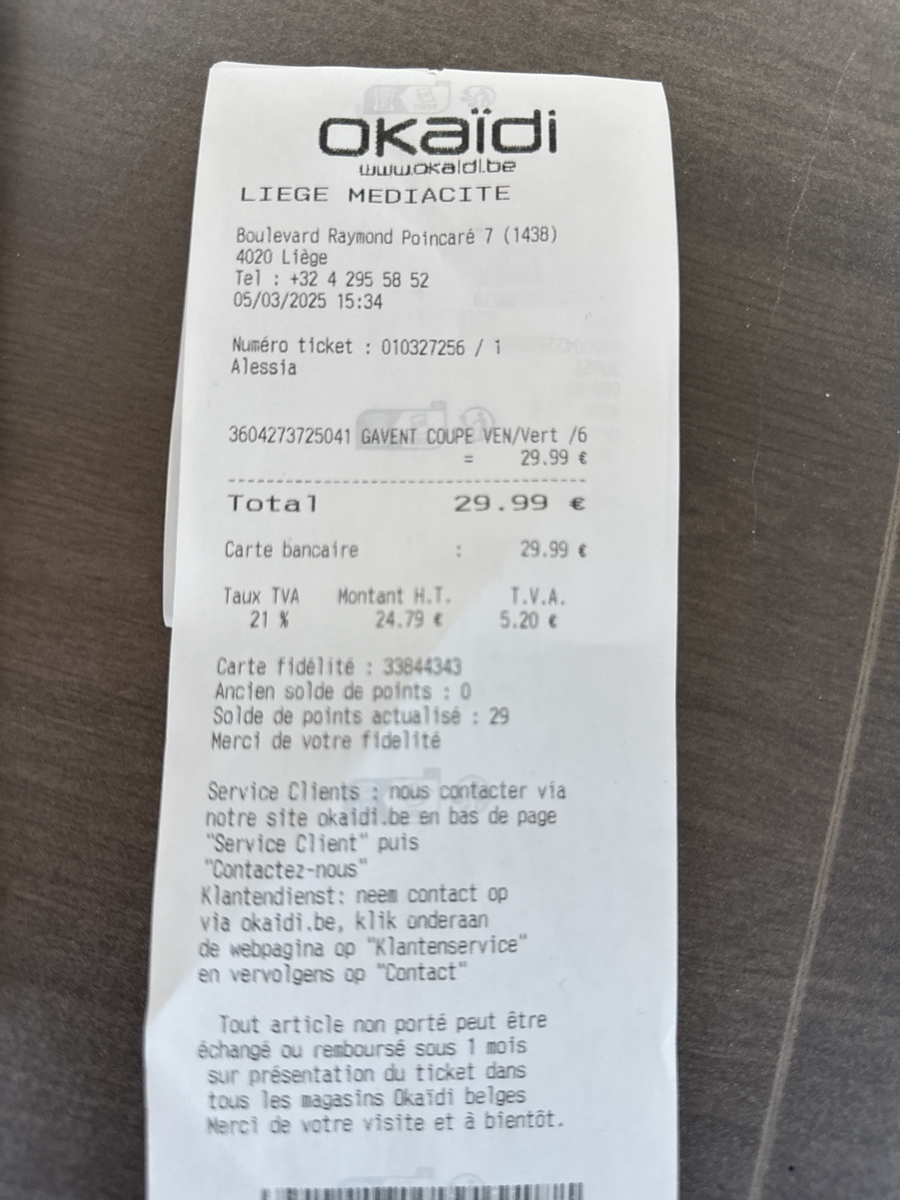 okaïdi
www.okaidi.be
LIEGE MEDIACITE
Boulevard Raymond Poincaré 7 (1438)
4020 Liège
Tel : +32 4 295 58 52
05/03/2025 15:34
Numéro ticket : 010327256 / 1
Alessia
3604273725041 GAVENT COUPE VEN/Vert /6
= 29.99 €
Total 29.99 €
Carte bancaire : 29.99 €
Taux TVA Montant H.T. T.V.A.
21 % 24.79 € 5.20 €
Carte fidélité : 33844343
Ancien solde de points : 0
Solde de points actualisé : 29
Merci de votre fidelité
Service Clients : nous contacter via
notre site okaidi.be en bas de page
"Service Client" puis
"Contactez-nous"
Klantendienst: neem contact op
via okaidi.be, klik onderaan
de webpagina op "Klantenservice"
en vervolgens op "Contact"
Tout article non porté peut être
échangé ou remboursé sous 1 mois
sur présentation du ticket dans
tous les magasins Okaïdi belges
Merci de votre visite et à bientôt.